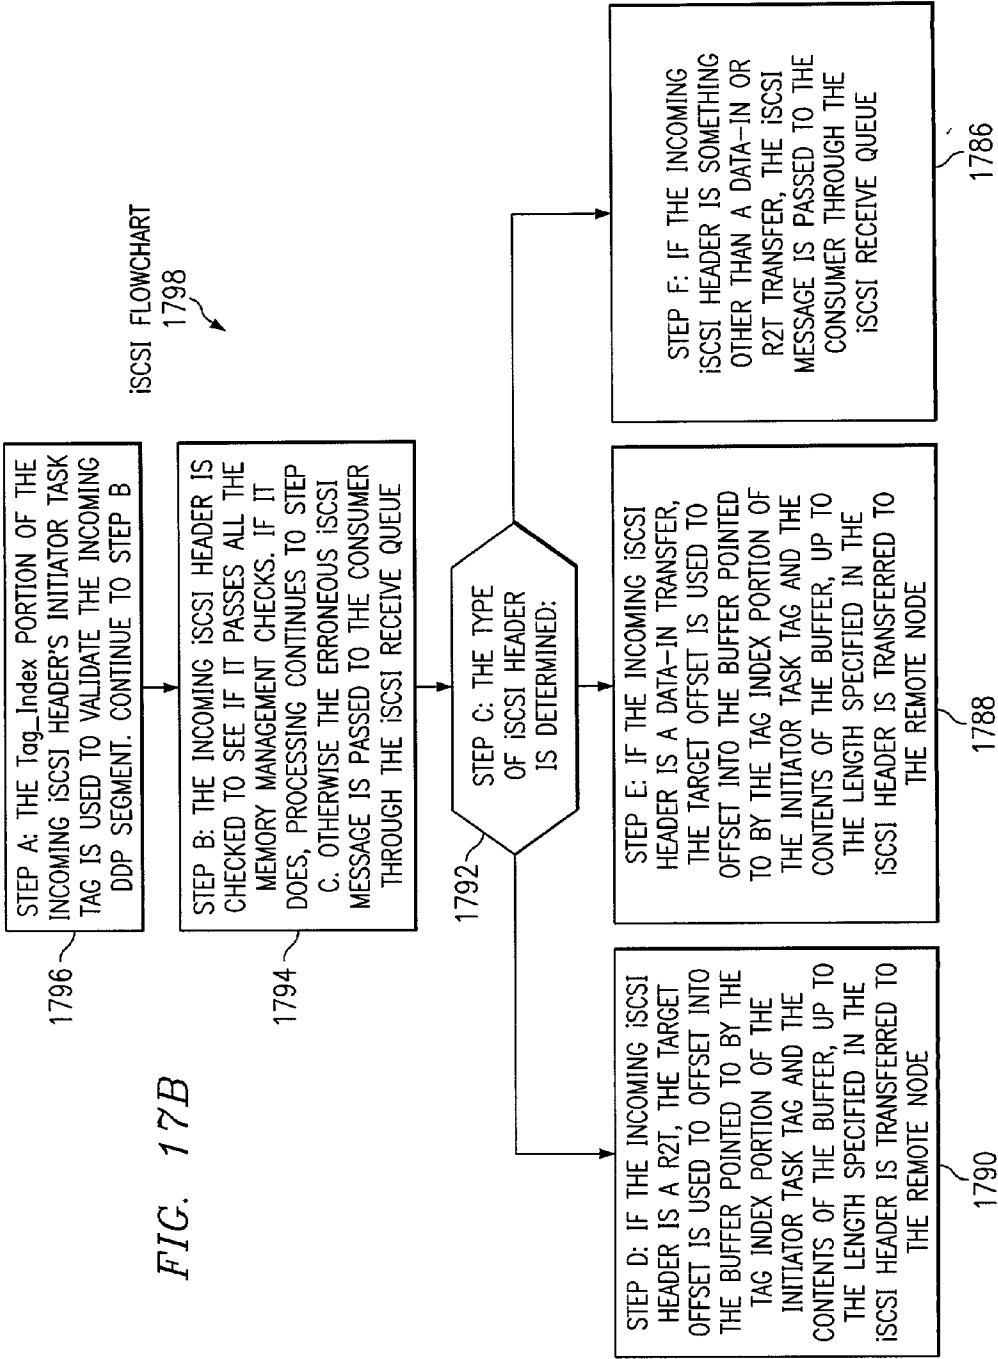 iSCSI FLOWCHART
1798
STEP A: THE Tag_Index PORTION OF THE
INCOMING iSCSI HEADER'S INITIATOR TASK
TAG IS USED TO VALIDATE THE INCOMING
DDP SEGMENT. CONTINUE TO STEP B
1796
STEP B: THE INCOMING iSCSI HEADER IS
CHECKED TO SEE IF IT PASSES ALL THE
MEMORY MANAGEMENT CHECKS. IF IT
DOES, PROCESSING CONTINUES TO STEP
C. OTHERWISE THE ERRONEOUS iSCSI
MESSAGE IS PASSED TO THE CONSUMER
THROUGH THE iSCSI RECEIVE QUEUE
1794
STEP C: THE TYPE
OF iSCSI HEADER
IS DETERMINED:
1792
STEP D: IF THE INCOMING iSCSI
HEADER IS A R2T, THE TARGET
OFFSET IS USED TO OFFSET INTO
THE BUFFER POINTED TO BY THE
TAG INDEX PORTION OF THE
INITIATOR TASK TAG AND THE
CONTENTS OF THE BUFFER, UP TO
THE LENGTH SPECIFIED IN THE
iSCSI HEADER IS TRANSFERRED TO
THE REMOTE NODE
1790
STEP E: IF THE INCOMING iSCSI
HEADER IS A DATA-IN TRANSFER,
THE TARGET OFFSET IS USED TO
OFFSET INTO THE BUFFER POINTED
TO BY THE TAG INDEX PORTION OF
THE INITIATOR TASK TAG AND THE
CONTENTS OF THE BUFFER, UP TO
THE LENGTH SPECIFIED IN THE
iSCSI HEADER IS TRANSFERRED TO
THE REMOTE NODE
1788
STEP F: IF THE INCOMING
iSCSI HEADER IS SOMETHING
OTHER THAN A DATA-IN OR
R2T TRANSFER, THE iSCSI
MESSAGE IS PASSED TO THE
CONSUMER THROUGH THE
iSCSI RECEIVE QUEUE
1786
FIG. 17B